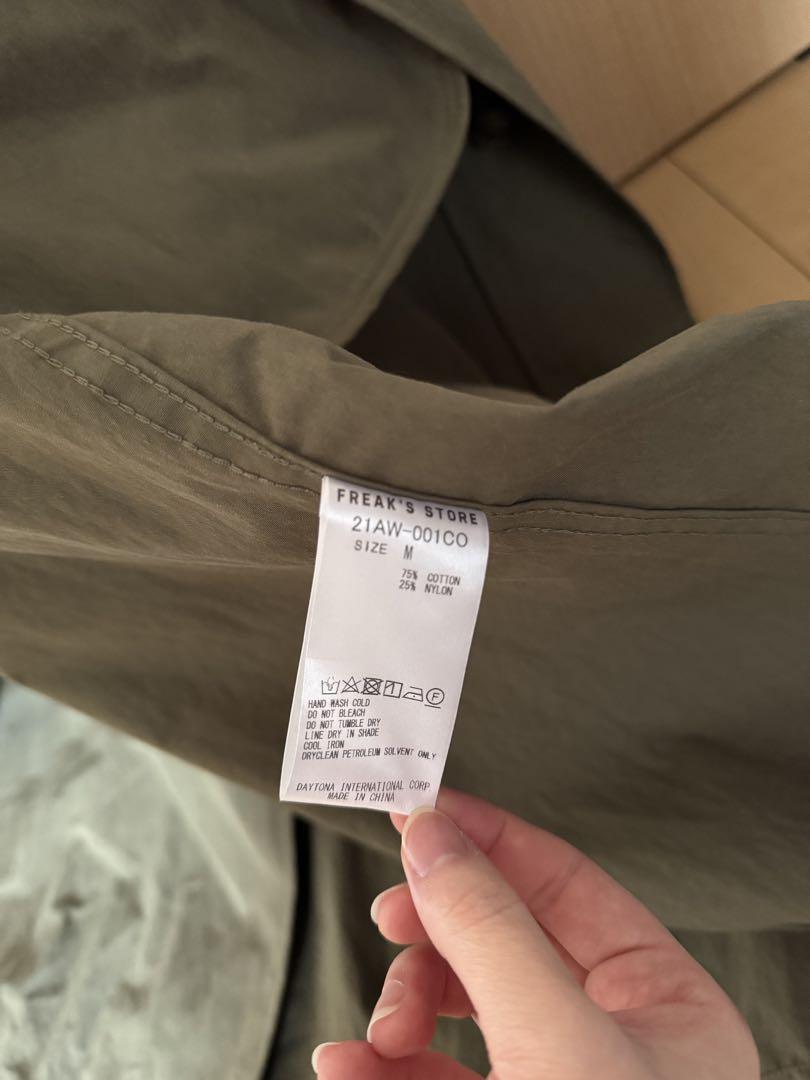 FREAK'S STORE
21AW-001CO
SIZE M
75% COTTON
25% NYLON
F
HAND WASH COLD
DO NOT BLEACH
DO NOT TUMBLE DRY
LINE DRY IN SHADE
COOL IRON
DRYCLEAN PETROLEUM SOLVENT ONLY
DAYTONA INTERNATIONAL CORP.
MADE IN CHINA